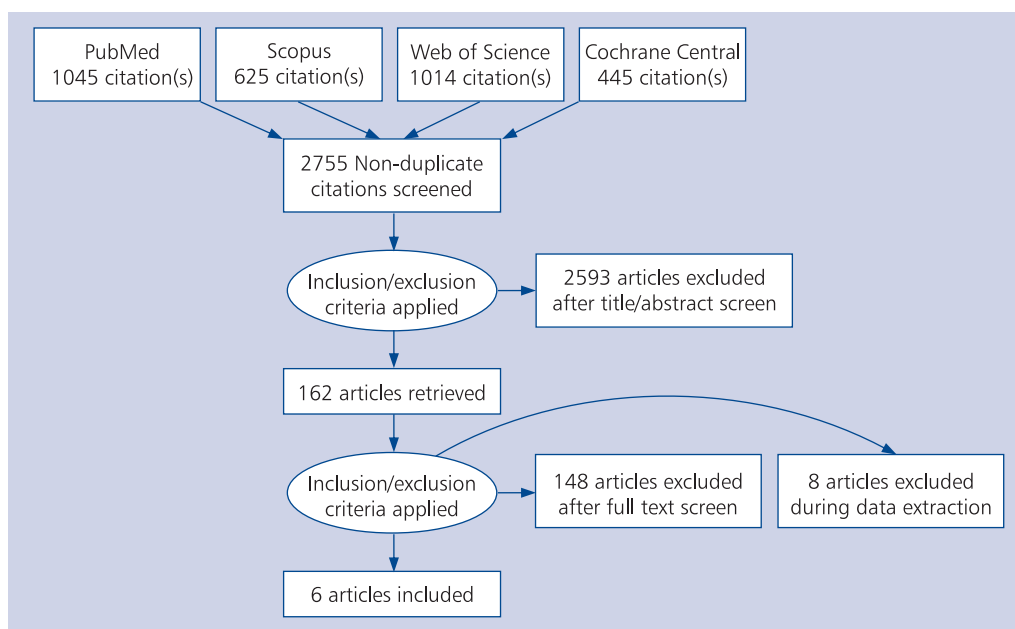 PubMed
1045 citation(s)
Scopus
625 citation(s)
Web of Science
1014 citation(s)
Cochrane Central
445 citation(s)
2755 Non-duplicate
citations screened
Inclusion/exclusion
criteria applied
2593 articles excluded
after title/abstract screen
162 articles retrieved
Inclusion/exclusion
criteria applied
148 articles excluded
after full text screen
8 articles excluded
during data extraction
6 articles included